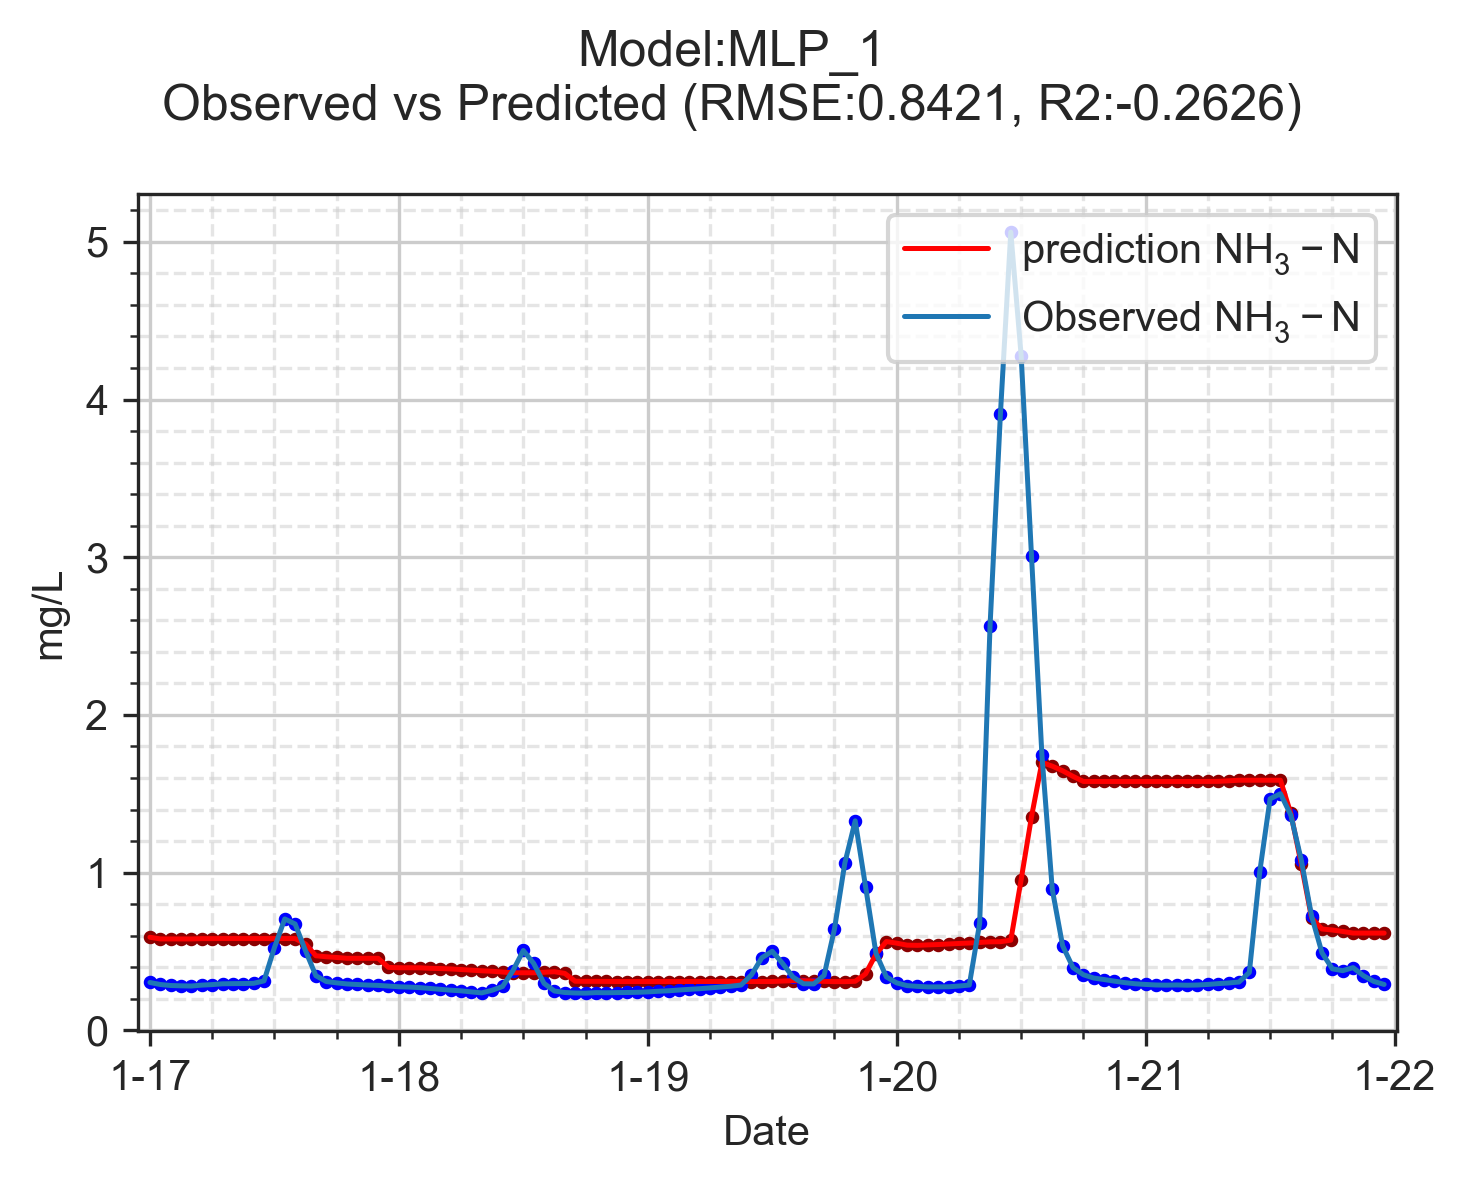 Model:MLP_1
Observed vs Predicted (RMSE:0.8421, R2:-0.2626)
prediction NH₃ − N
Observed NH₃ − N
5
4
3
2
1
0
mg/L
1-17 1-18 1-19 1-20 1-21 1-22
Date